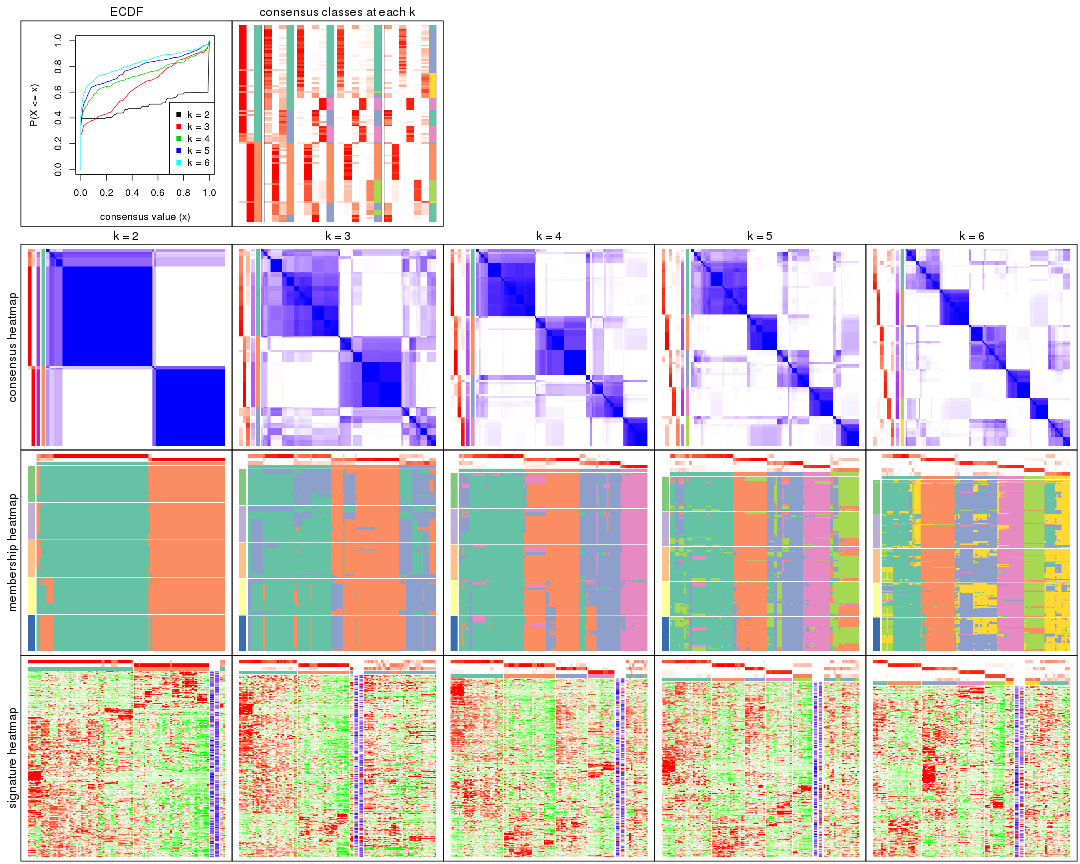 ECDF
consensus classes at each k
P(X <= x)
0.0 0.2 0.4 0.6 0.8 1.0
k = 2
k = 3
k = 4
k = 5
k = 6
0.0 0.2 0.4 0.6 0.8 1.0
consensus value (x)
k = 2 k = 3 k = 4 k = 5 k = 6
consensus heatmap
membership heatmap
signature heatmap